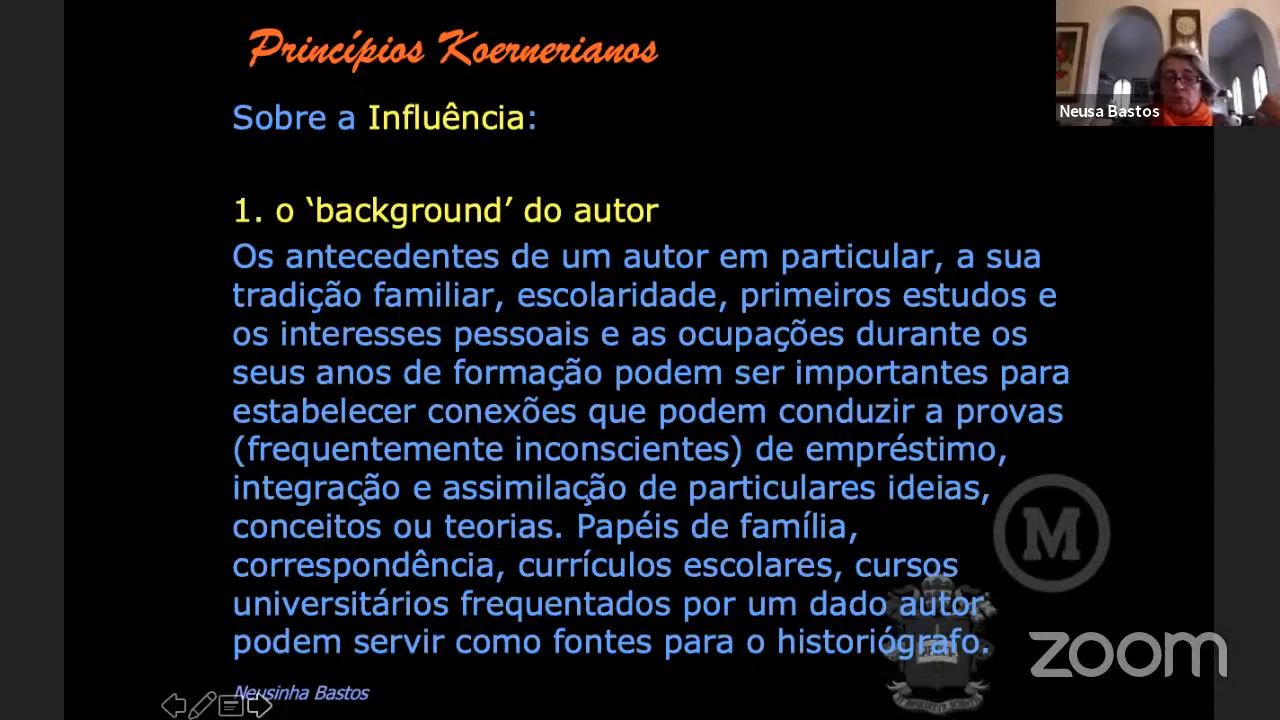 Princípios Koernerianos
Neusa Bastos
Sobre a Influência:
1. o ‘background’ do autor
Os antecedentes de um autor em particular, a sua
tradição familiar, escolaridade, primeiros estudos e
os interesses pessoais e as ocupações durante os
seus anos de formação podem ser importantes para
estabelecer conexões que podem conduzir a provas
(frequentemente inconscientes) de empréstimo,
integração e assimilação de particulares ideias,
conceitos ou teorias. Papéis de família,
correspondência, currículos escolares, cursos
universitários frequentados por um dado autor
podem servir como fontes para o historiógrafo.
M
zoom
Neusinha Bastos